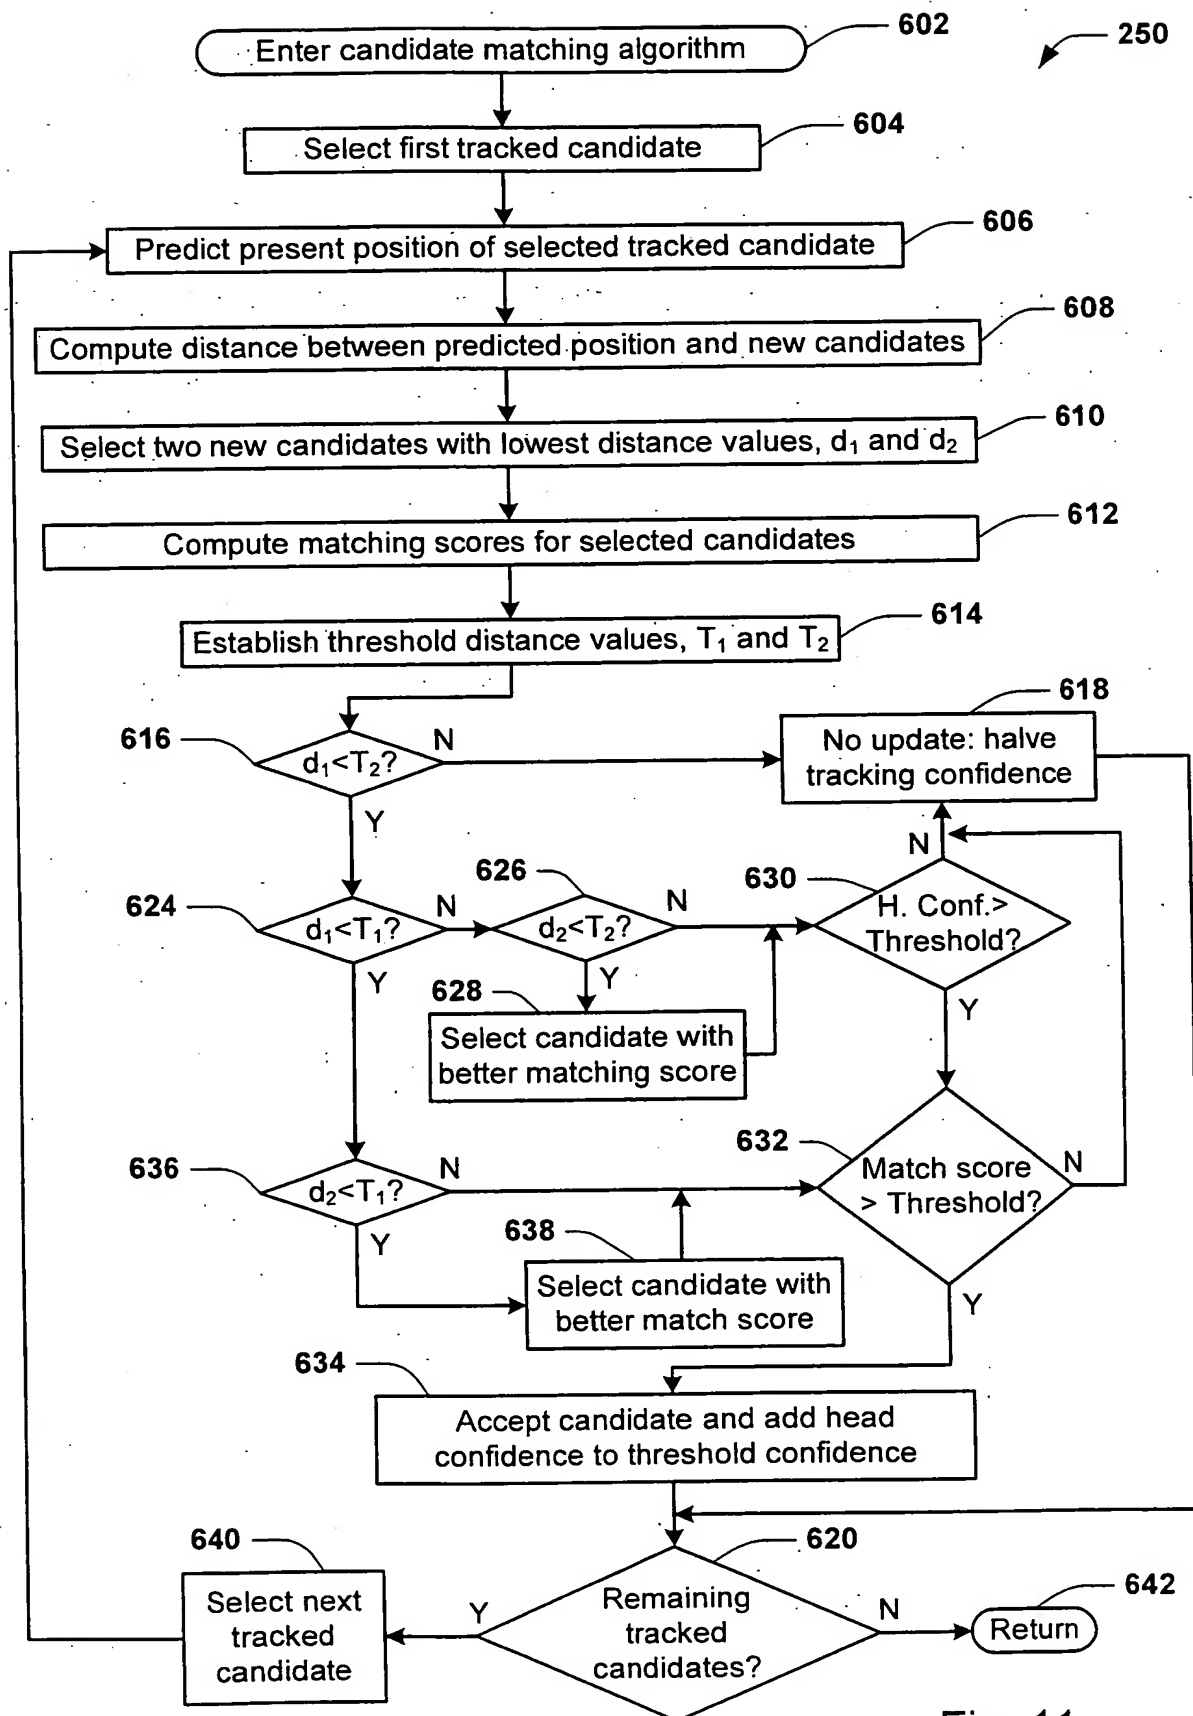 Enter candidate matching algorithm
602
250
Select first tracked candidate
604
Predict present position of selected tracked candidate
606
Compute distance between predicted position and new candidates
608
Select two new candidates with lowest distance values, d₁ and d₂
610
Compute matching scores for selected candidates
612
Establish threshold distance values, T₁ and T₂
614
616
d₁<T₂?
N
Y
618
No update: halve
tracking confidence
624
d₁<T₁?
N
Y
626
d₂<T₂?
N
Y
628
Select candidate with
better matching score
630
H. Conf.>
Threshold?
N
Y
632
Match score
> Threshold?
N
Y
636
d₂<T₁?
N
Y
638
Select candidate with
better match score
634
Accept candidate and add head
confidence to threshold confidence
640
Select next
tracked
candidate
620
Remaining
tracked
candidates?
Y
N
642
Return